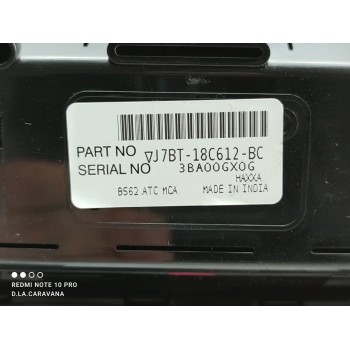 PART NO ▽J7BT-18C612-BC
SERIAL NO 3BA00GX0G
HAXXA
B562 ATC MCA MADE IN INDIA
REDMI NOTE 10 PRO
D.L.A.CARAVANA